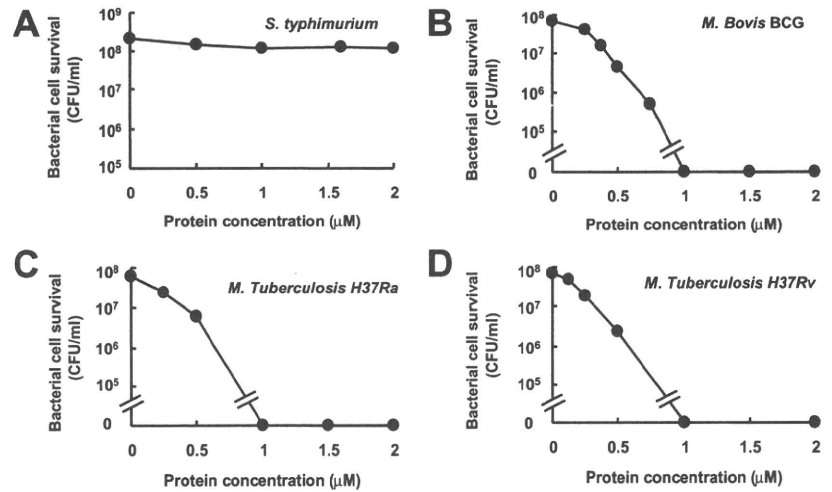 A
S. typhimurium
Bacterial cell survival
(CFU/ml)
10⁹
10⁸
10⁷
10⁶
10⁵
0 0.5 1 1.5 2
Protein concentration (μM)
B
M. Bovis BCG
Bacterial cell survival
(CFU/ml)
10⁸
10⁷
10⁶
10⁵
0
0 0.5 1 1.5 2
Protein concentration (μM)
C
M. Tuberculosis H37Ra
Bacterial cell survival
(CFU/ml)
10⁸
10⁷
10⁶
10⁵
0
0 0.5 1 1.5 2
Protein concentration (μM)
D
M. Tuberculosis H37Rv
Bacterial cell survival
(CFU/ml)
10⁸
10⁷
10⁶
10⁵
0
0 0.5 1 1.5 2
Protein concentration (μM)